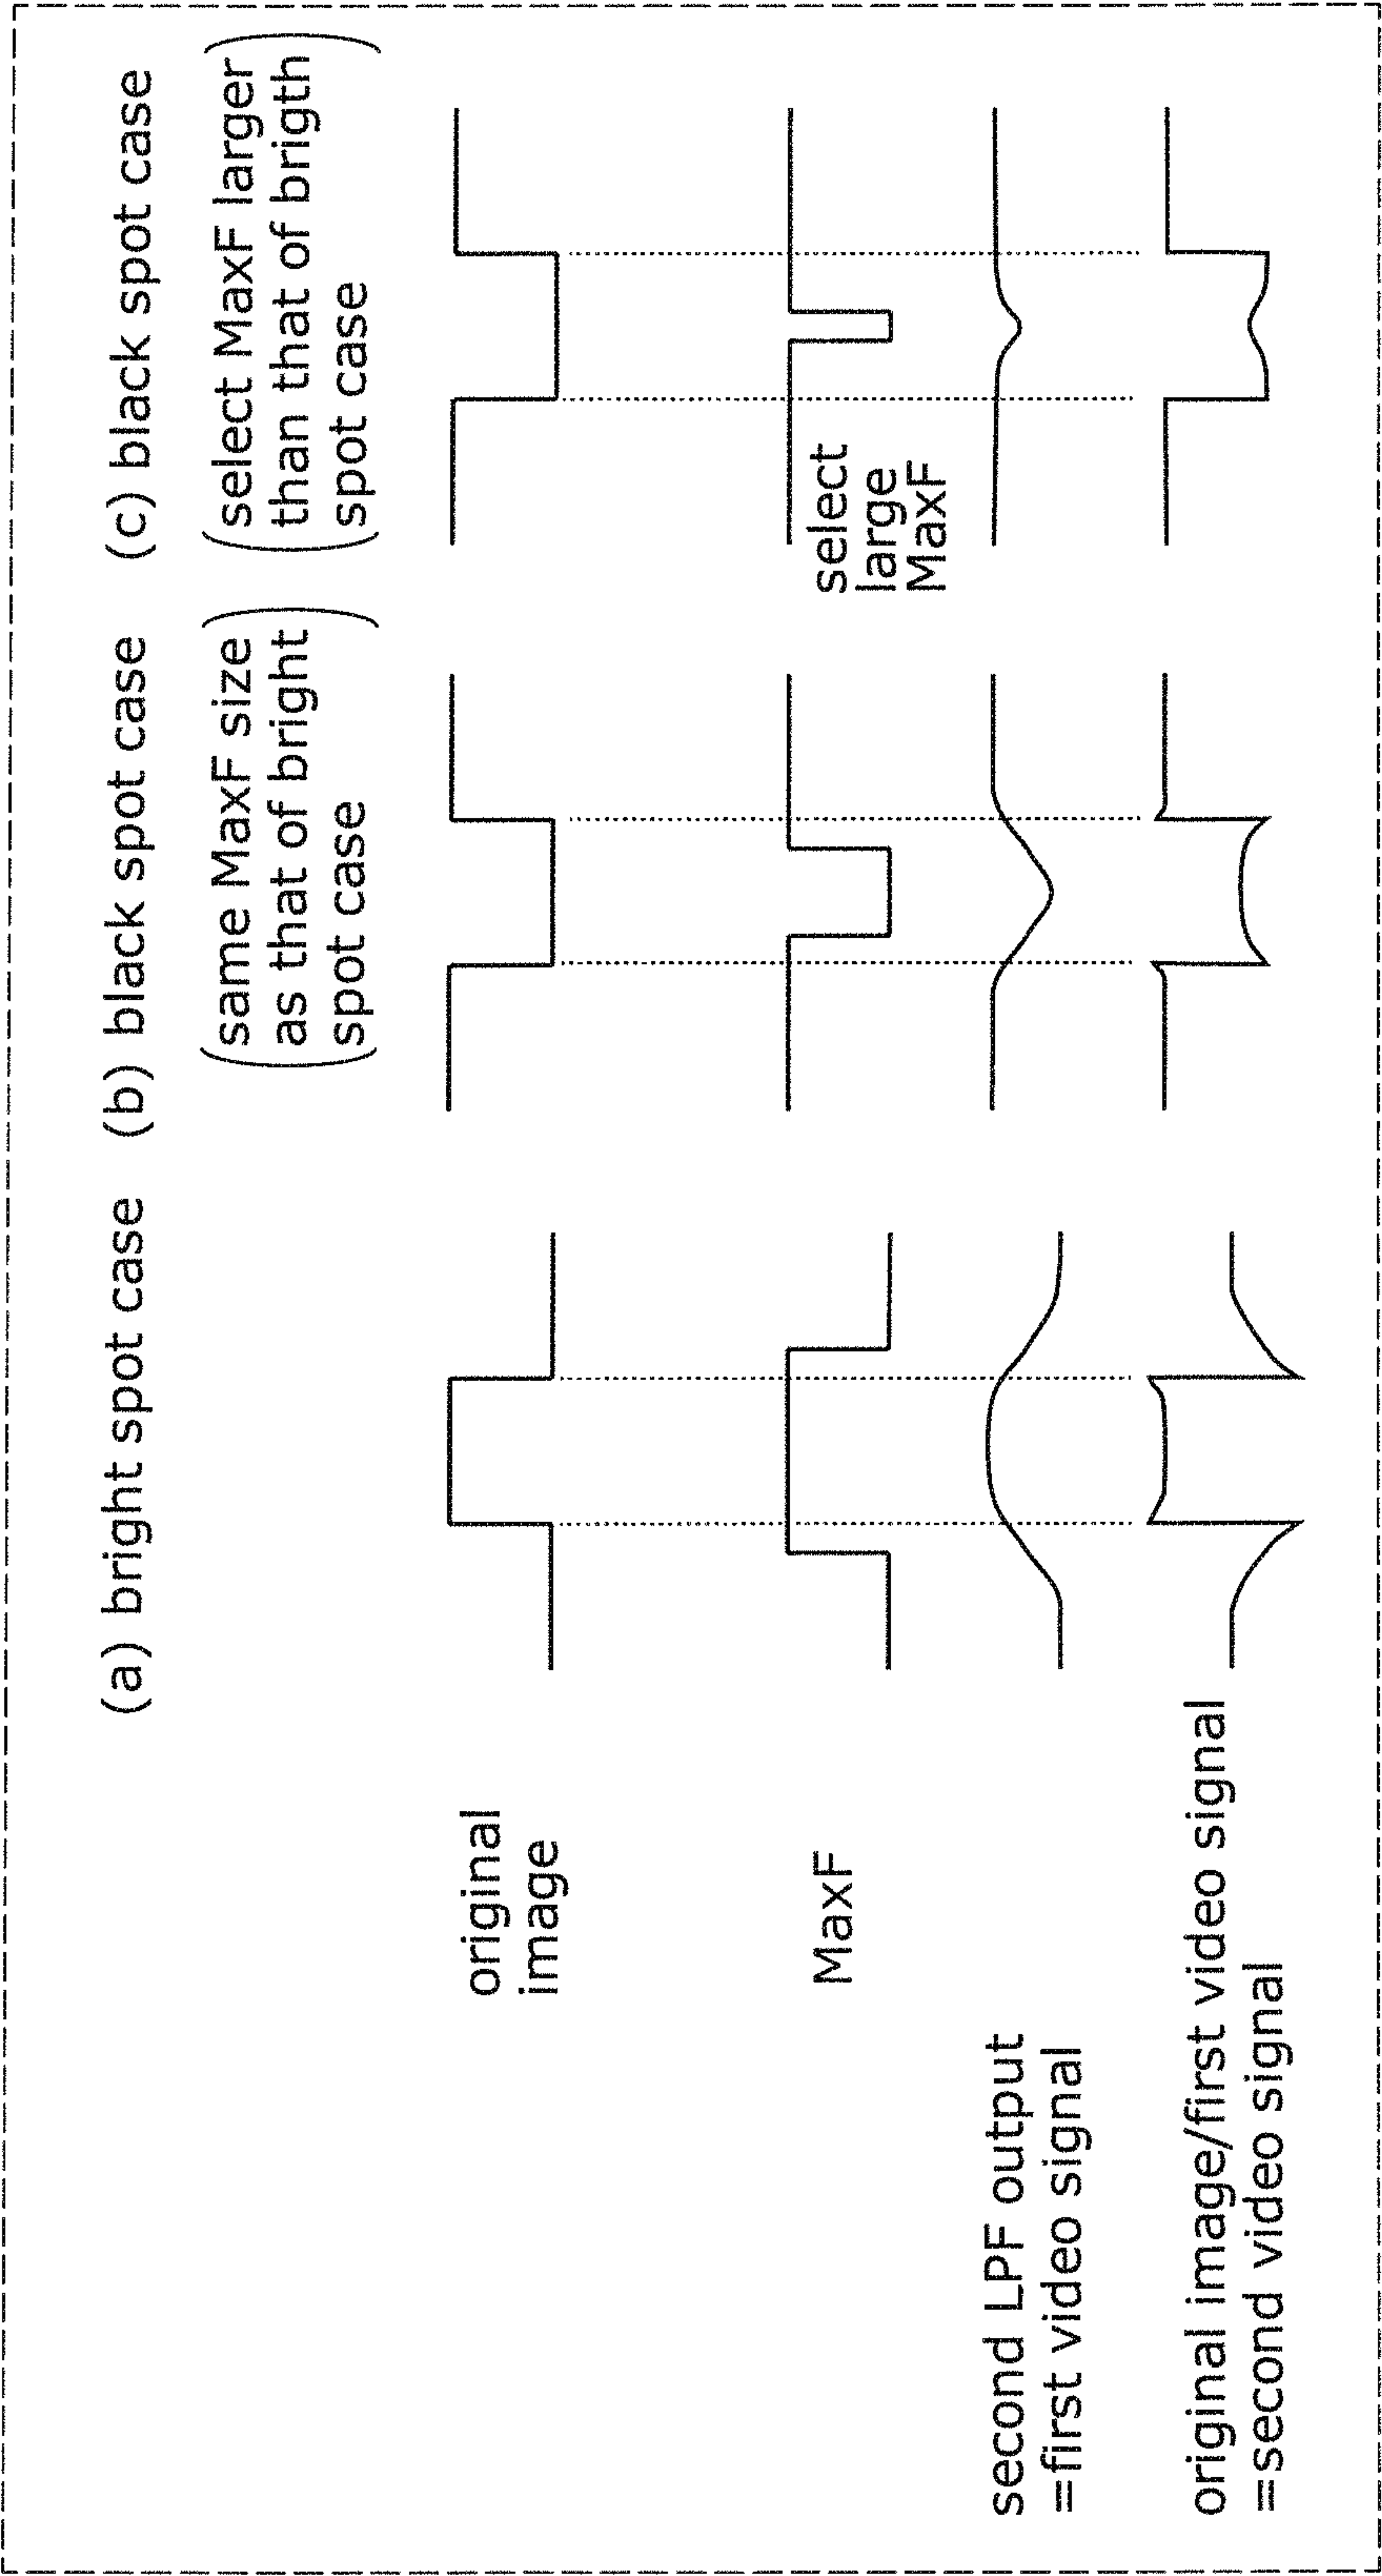 (a) bright spot case
(b) black spot case
(same MaxF size
as that of bright
spot case)
(c) black spot case
(select MaxF larger
than that of brigth
spot case)
original
image
MaxF
select
large
MaxF
second LPF output
=first video signal
original image/first video signal
=second video signal